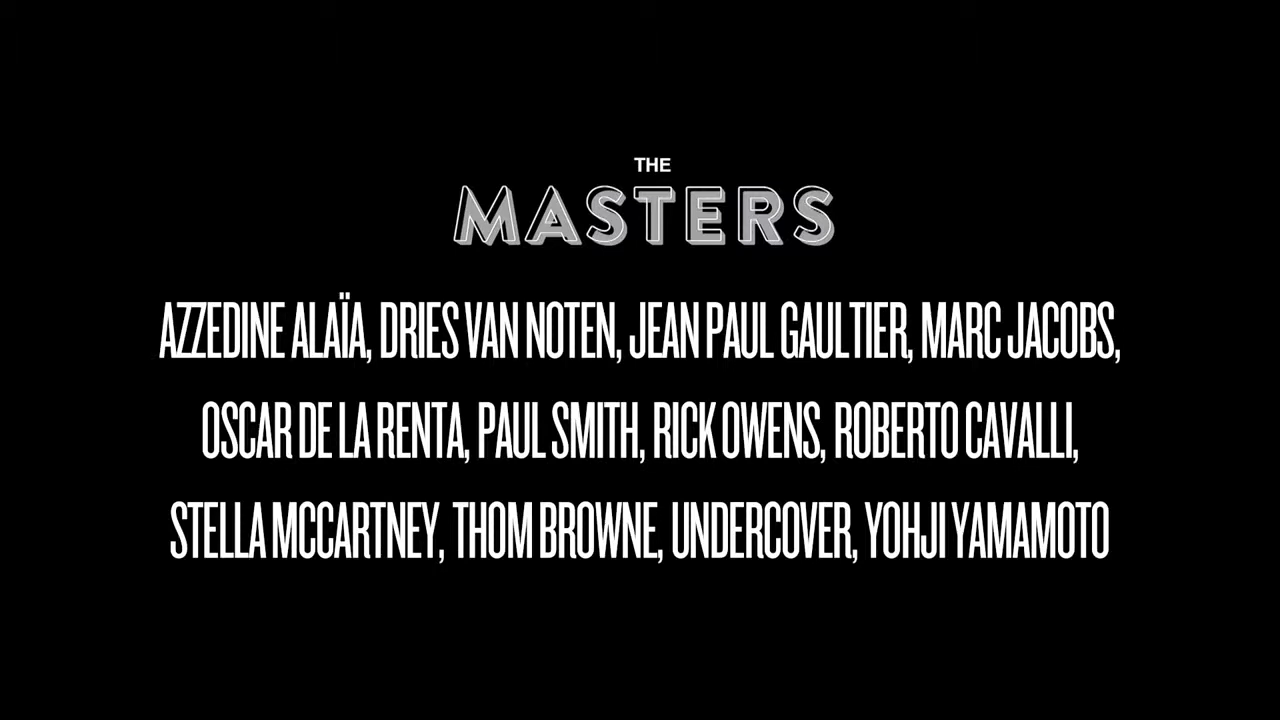 THE
MASTERS
AZZEDINE ALAÏA, DRIES VAN NOTEN, JEAN PAUL GAULTIER, MARC JACOBS,
OSCAR DE LA RENTA, PAUL SMITH, RICK OWENS, ROBERTO CAVALLI,
STELLA MCCARTNEY, THOM BROWNE, UNDERCOVER, YOHJI YAMAMOTO